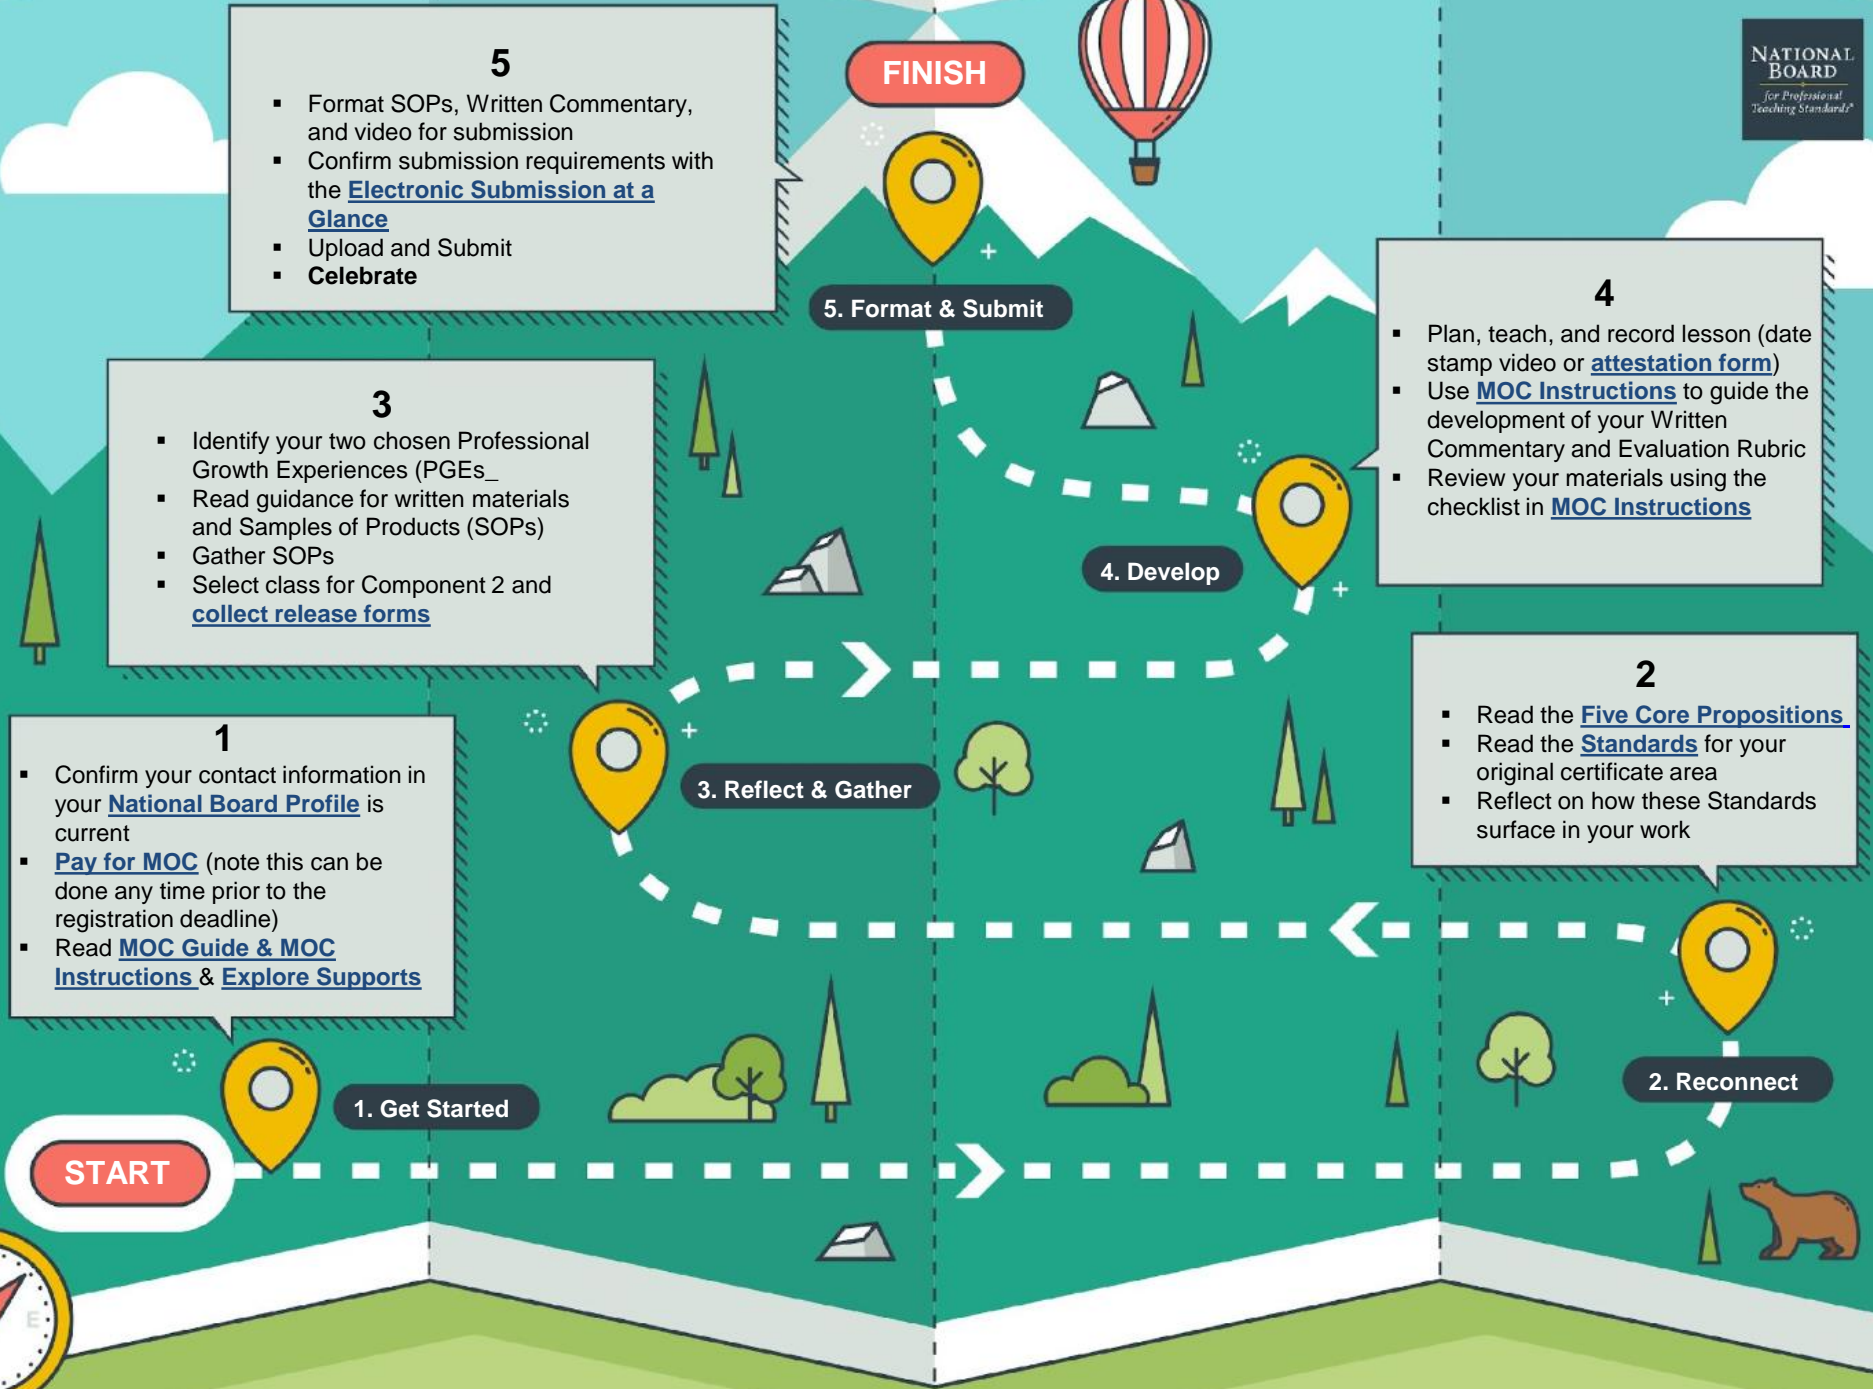 5
▪ Format SOPs, Written Commentary,
and video for submission
▪ Confirm submission requirements with
the Electronic Submission at a
Glance
▪ Upload and Submit
▪ Celebrate
FINISH
NATIONAL
BOARD
for Professional
Teaching Standards®
5. Format & Submit
4
▪ Plan, teach, and record lesson (date
stamp video or attestation form)
▪ Use MOC Instructions to guide the
development of your Written
Commentary and Evaluation Rubric
▪ Review your materials using the
checklist in MOC Instructions
3
▪ Identify your two chosen Professional
Growth Experiences (PGEs_
▪ Read guidance for written materials
and Samples of Products (SOPs)
▪ Gather SOPs
▪ Select class for Component 2 and
collect release forms
4. Develop
2
▪ Read the Five Core Propositions
▪ Read the Standards for your
original certificate area
▪ Reflect on how these Standards
surface in your work
1
▪ Confirm your contact information in
your National Board Profile is
current
▪ Pay for MOC (note this can be
done any time prior to the
registration deadline)
▪ Read MOC Guide & MOC
Instructions & Explore Supports
3. Reflect & Gather
2. Reconnect
1. Get Started
START
E